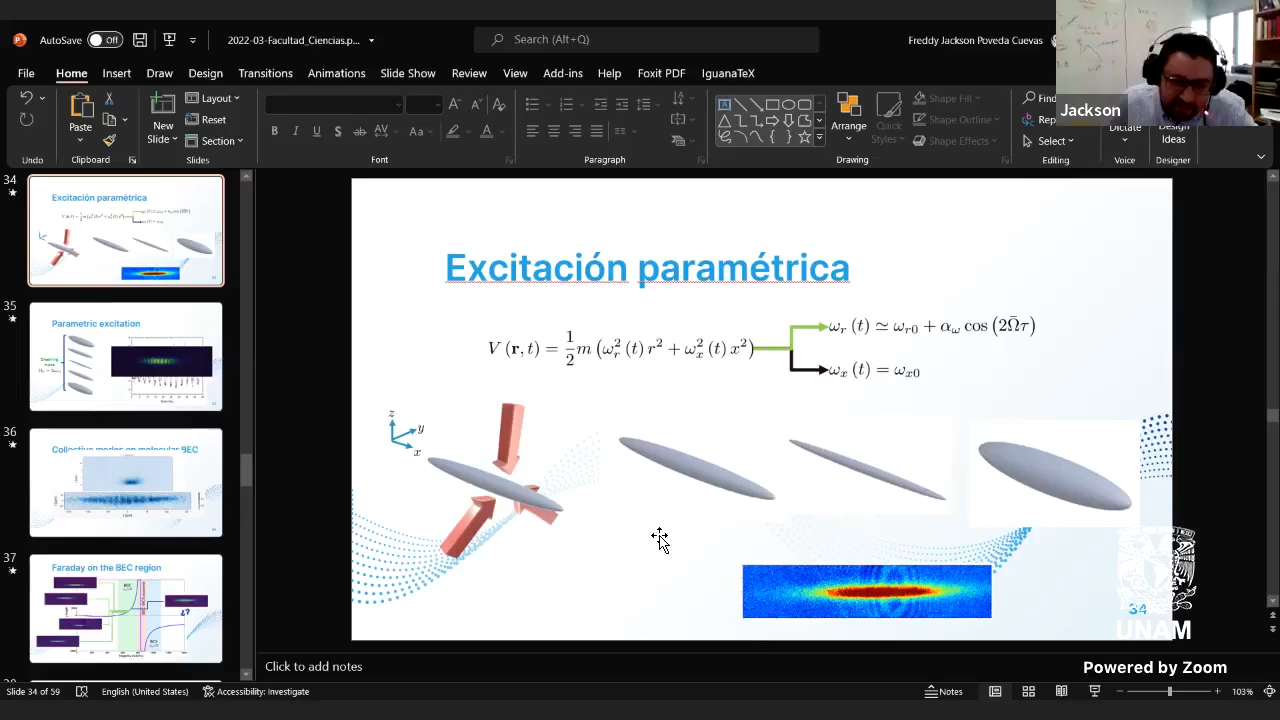 AutoSave Off
2022-03-Facultad_Ciencias.p...
Search (Alt+Q)
Freddy Jackson Poveda Cuevas
File Home Insert Draw Design Transitions Animations Slide Show Review View Add-ins Help Foxit PDF IguanaTeX
Jackson
Undo
Paste
Clipboard
New Slide
Layout
Reset
Section
Slides
Font
Paragraph
Arrange
Quick Styles
Shape Fill
Shape Outline
Shape Effects
Drawing
Find
Select
Editing
Dictate
Voice
Design Ideas
Designer
34
Excitación paramétrica
35
Parametric excitation
36
Collective modes on molecular BEC
37
Faraday on the BEC region
Excitación paramétrica
V (r, t) = 1/2 m (ω_r^2 (t) r^2 + ω_x^2 (t) x^2)
ω_r (t) ≃ ω_r0 + α_ω cos (2Ω̄τ)
ω_x (t) = ω_x0
z
y
x
34
UNAM
Click to add notes
Powered by Zoom
Slide 34 of 59
English (United States)
Accessibility: Investigate
Notes
103%